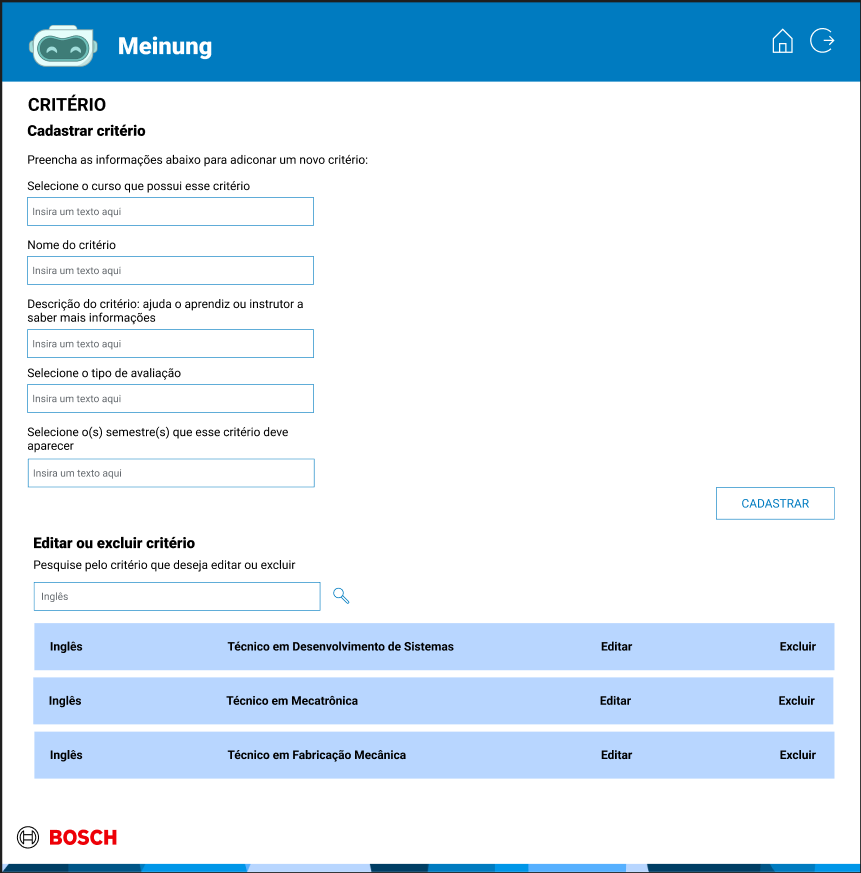 Meinung
CRITÉRIO
Cadastrar critério
Preencha as informações abaixo para adiconar um novo critério:
Selecione o curso que possui esse critério
Insira um texto aqui
Nome do critério
Insira um texto aqui
Descrição do critério: ajuda o aprendiz ou instrutor a
saber mais informações
Insira um texto aqui
Selecione o tipo de avaliação
Insira um texto aqui
Selecione o(s) semestre(s) que esse critério deve
aparecer
Insira um texto aqui
CADASTRAR
Editar ou excluir critério
Pesquise pelo critério que deseja editar ou excluir
Inglês
Inglês Técnico em Desenvolvimento de Sistemas Editar Excluir
Inglês Técnico em Mecatrônica Editar Excluir
Inglês Técnico em Fabricação Mecânica Editar Excluir
BOSCH